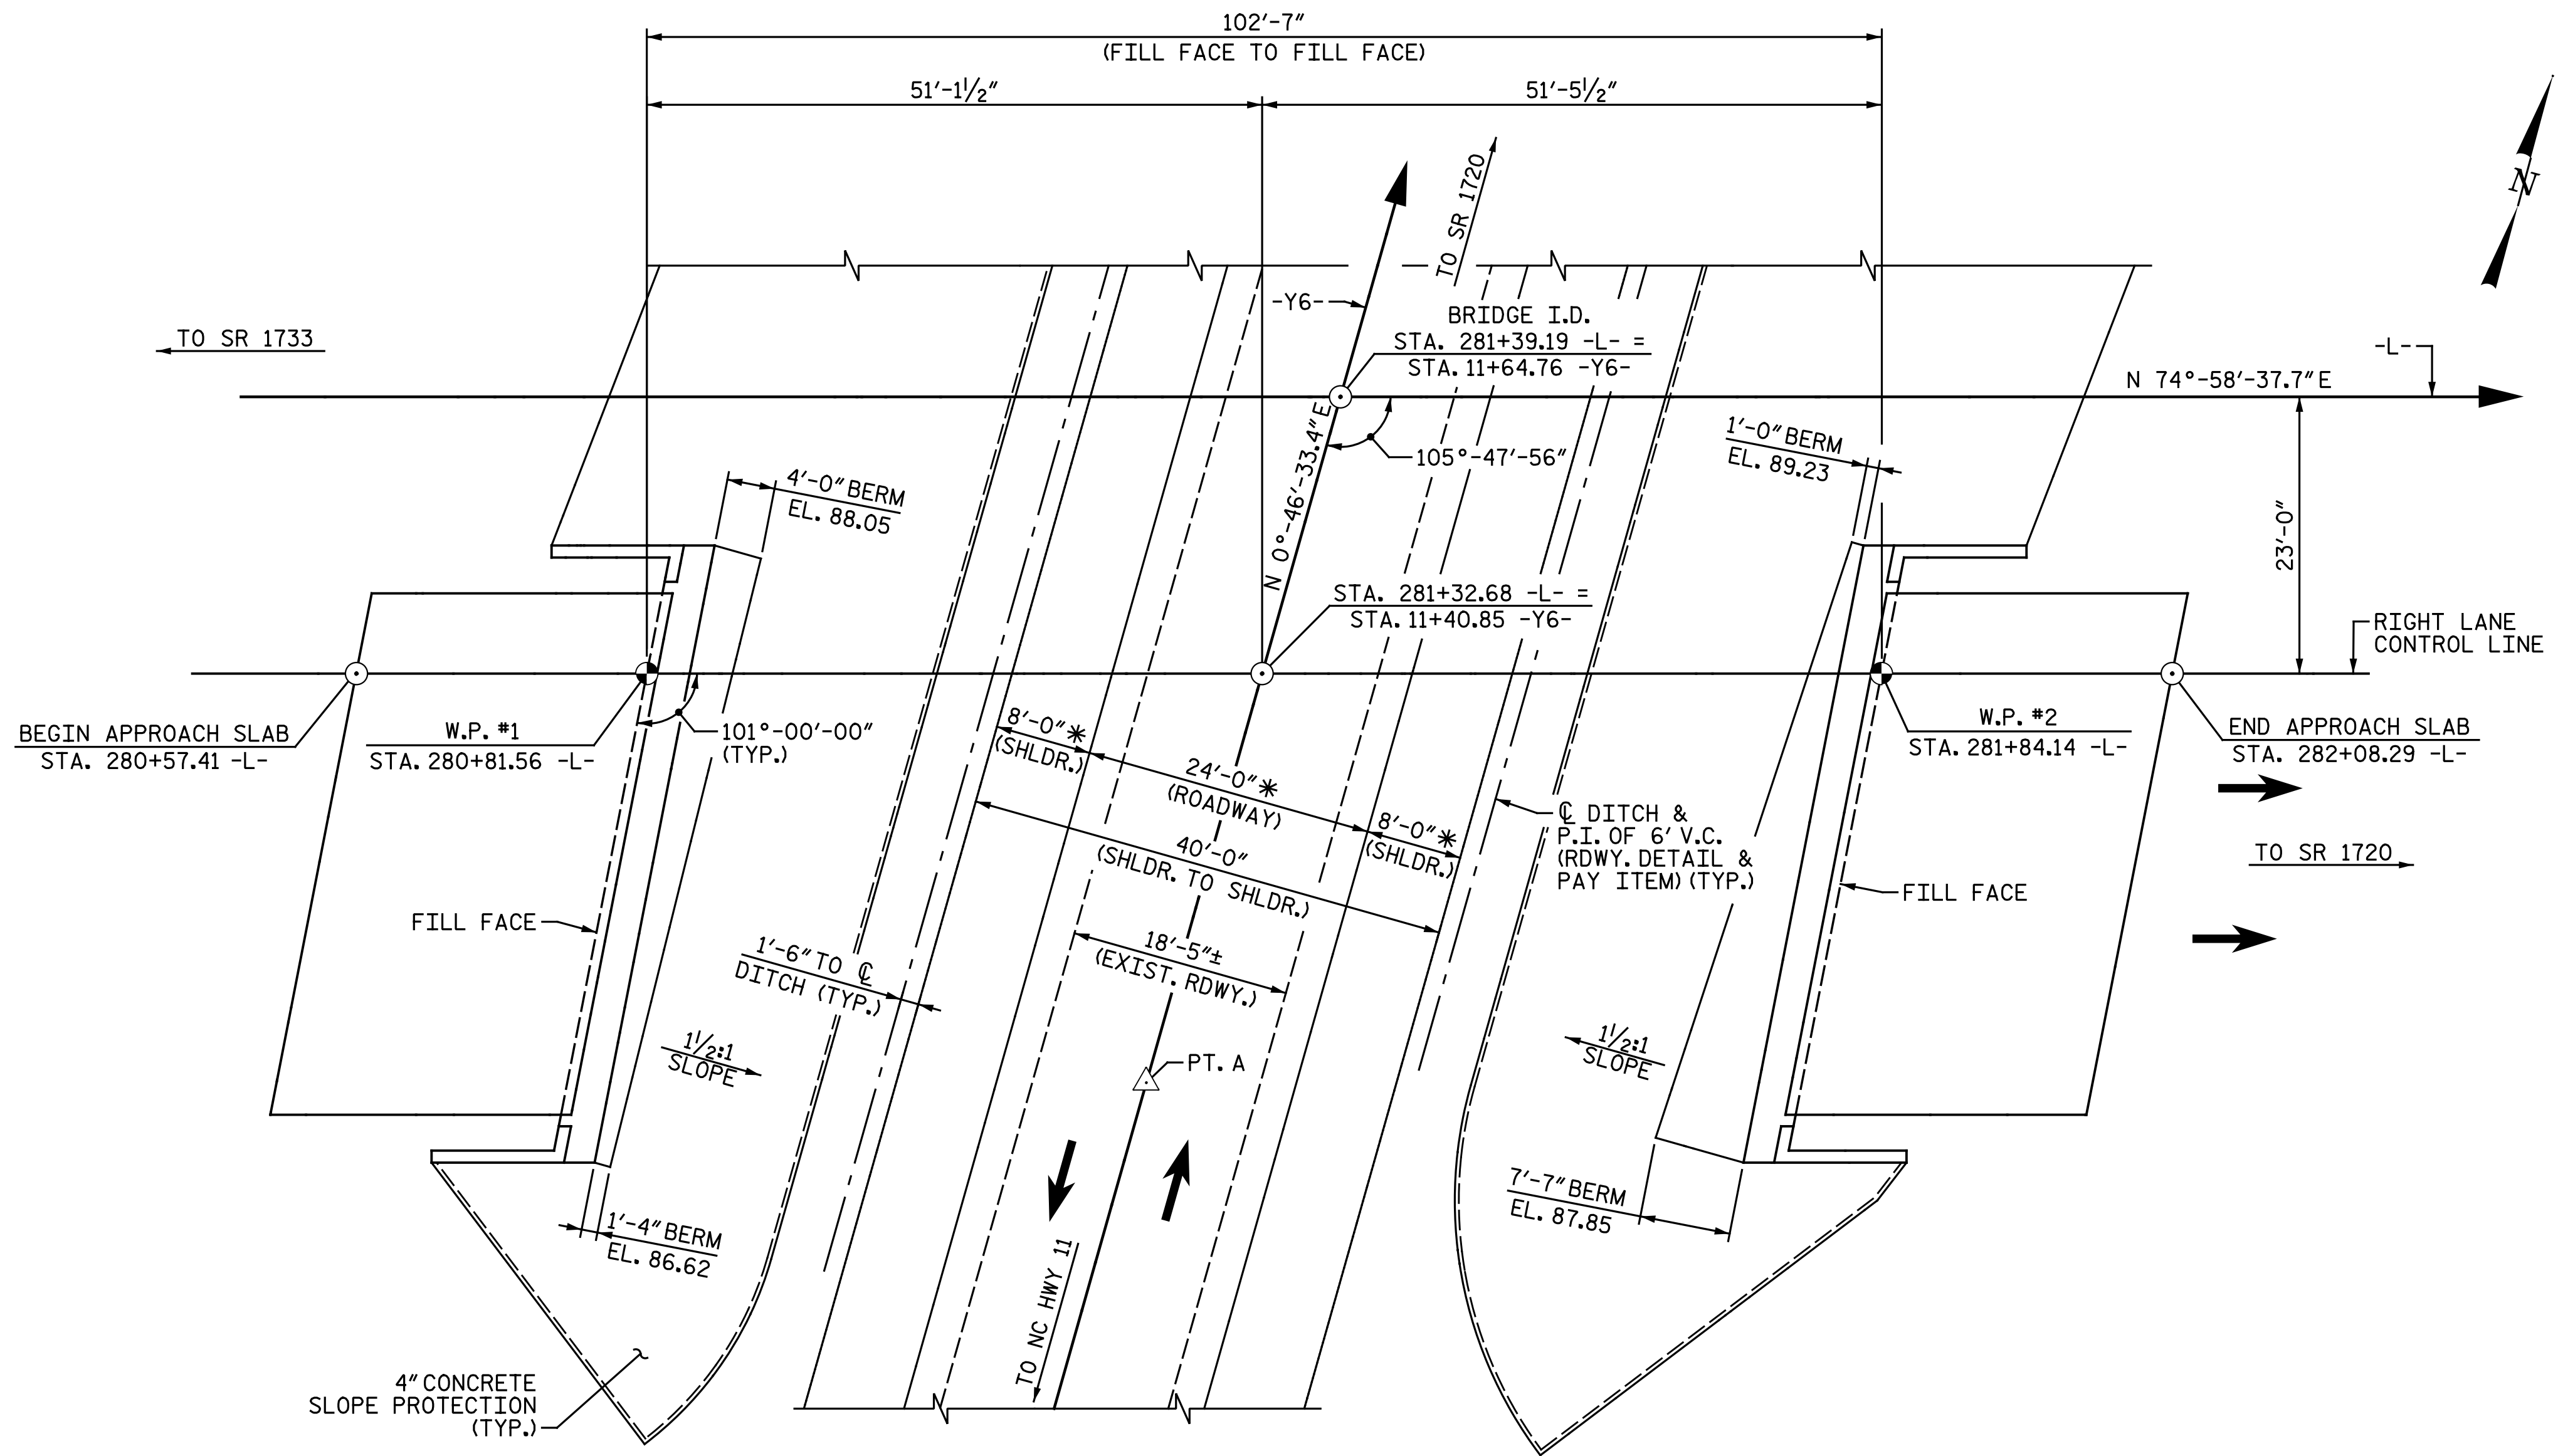 102'-7"
(FILL FACE TO FILL FACE)
51'-1 1/2"
51'-5 1/2"
N
TO SR 1720
-Y6-
BRIDGE I.D.
STA. 281+39.19 -L- =
STA. 11+64.76 -Y6-
TO SR 1733
-L-
N 74°-58'-37.7" E
N 0°-46'-33.4" E
105°-47'-56"
1'-0" BERM
EL. 89.23
4'-0" BERM
EL. 88.05
23'-0"
STA. 281+32.68 -L- =
STA. 11+40.85 -Y6-
RIGHT LANE
CONTROL LINE
BEGIN APPROACH SLAB
STA. 280+57.41 -L-
W.P. #1
STA. 280+81.56 -L-
101°-00'-00"
(TYP.)
8'-0"*
(SHLDR.)
24'-0"*
(ROADWAY)
8'-0"*
(SHLDR.)
40'-0"
(SHLDR. TO SHLDR.)
W.P. #2
STA. 281+84.14 -L-
END APPROACH SLAB
STA. 282+08.29 -L-
℄ DITCH &
P.I. OF 6' V.C.
(RDWY. DETAIL &
PAY ITEM) (TYP.)
TO SR 1720
FILL FACE
FILL FACE
1'-6" TO ℄
DITCH (TYP.)
18'-5"±
(EXIST. RDWY.)
1 1/2:1
SLOPE
PT. A
1 1/2:1
SLOPE
1'-4" BERM
EL. 86.62
7'-7" BERM
EL. 87.85
TO NC HWY 11
4" CONCRETE
SLOPE PROTECTION
(TYP.)